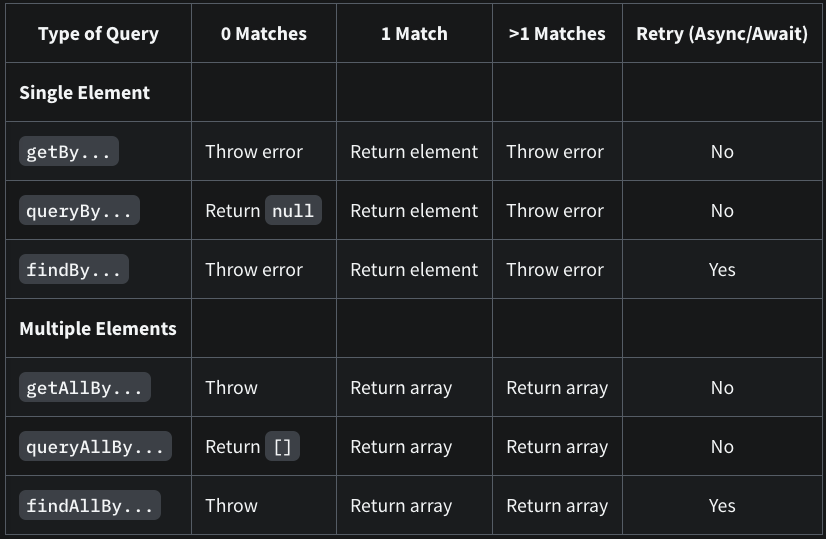 Type of Query 0 Matches 1 Match >1 Matches Retry (Async/Await)
Single Element
getBy... Throw error Return element Throw error No
queryBy... Return null Return element Throw error No
findBy... Throw error Return element Throw error Yes
Multiple Elements
getAllBy... Throw Return array Return array No
queryAllBy... Return [] Return array Return array No
findAllBy... Throw Return array Return array Yes